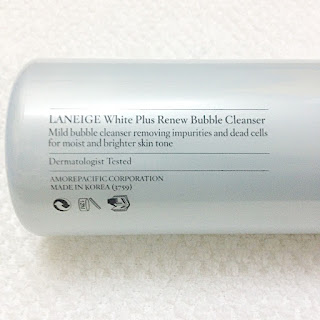 LANEIGE White Plus Renew Bubble Cleanser
Mild bubble cleanser removing impurities and dead cells
for moist and brighter skin tone
Dermatologist Tested
AMOREPACIFIC CORPORATION
MADE IN KOREA (3759)